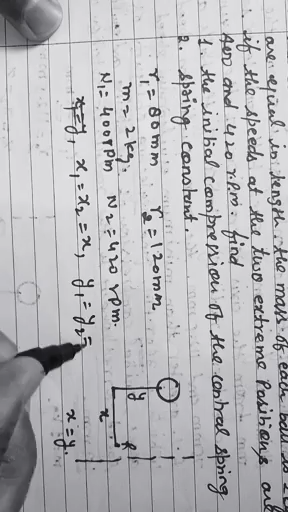 are equal in length the mass of each ball is 2
if the speeds at the two extreme positions are
400 and 420 rpm. find
1. the initial compression of the central spring
2. spring constant.
r₁ = 80mm r₂ = 120mm
m = 2kg.
N₁ = 400rpm N₂ = 420rpm.
x=y, x₁=x₂=x, y₁=y₂=
y
x
x=y.